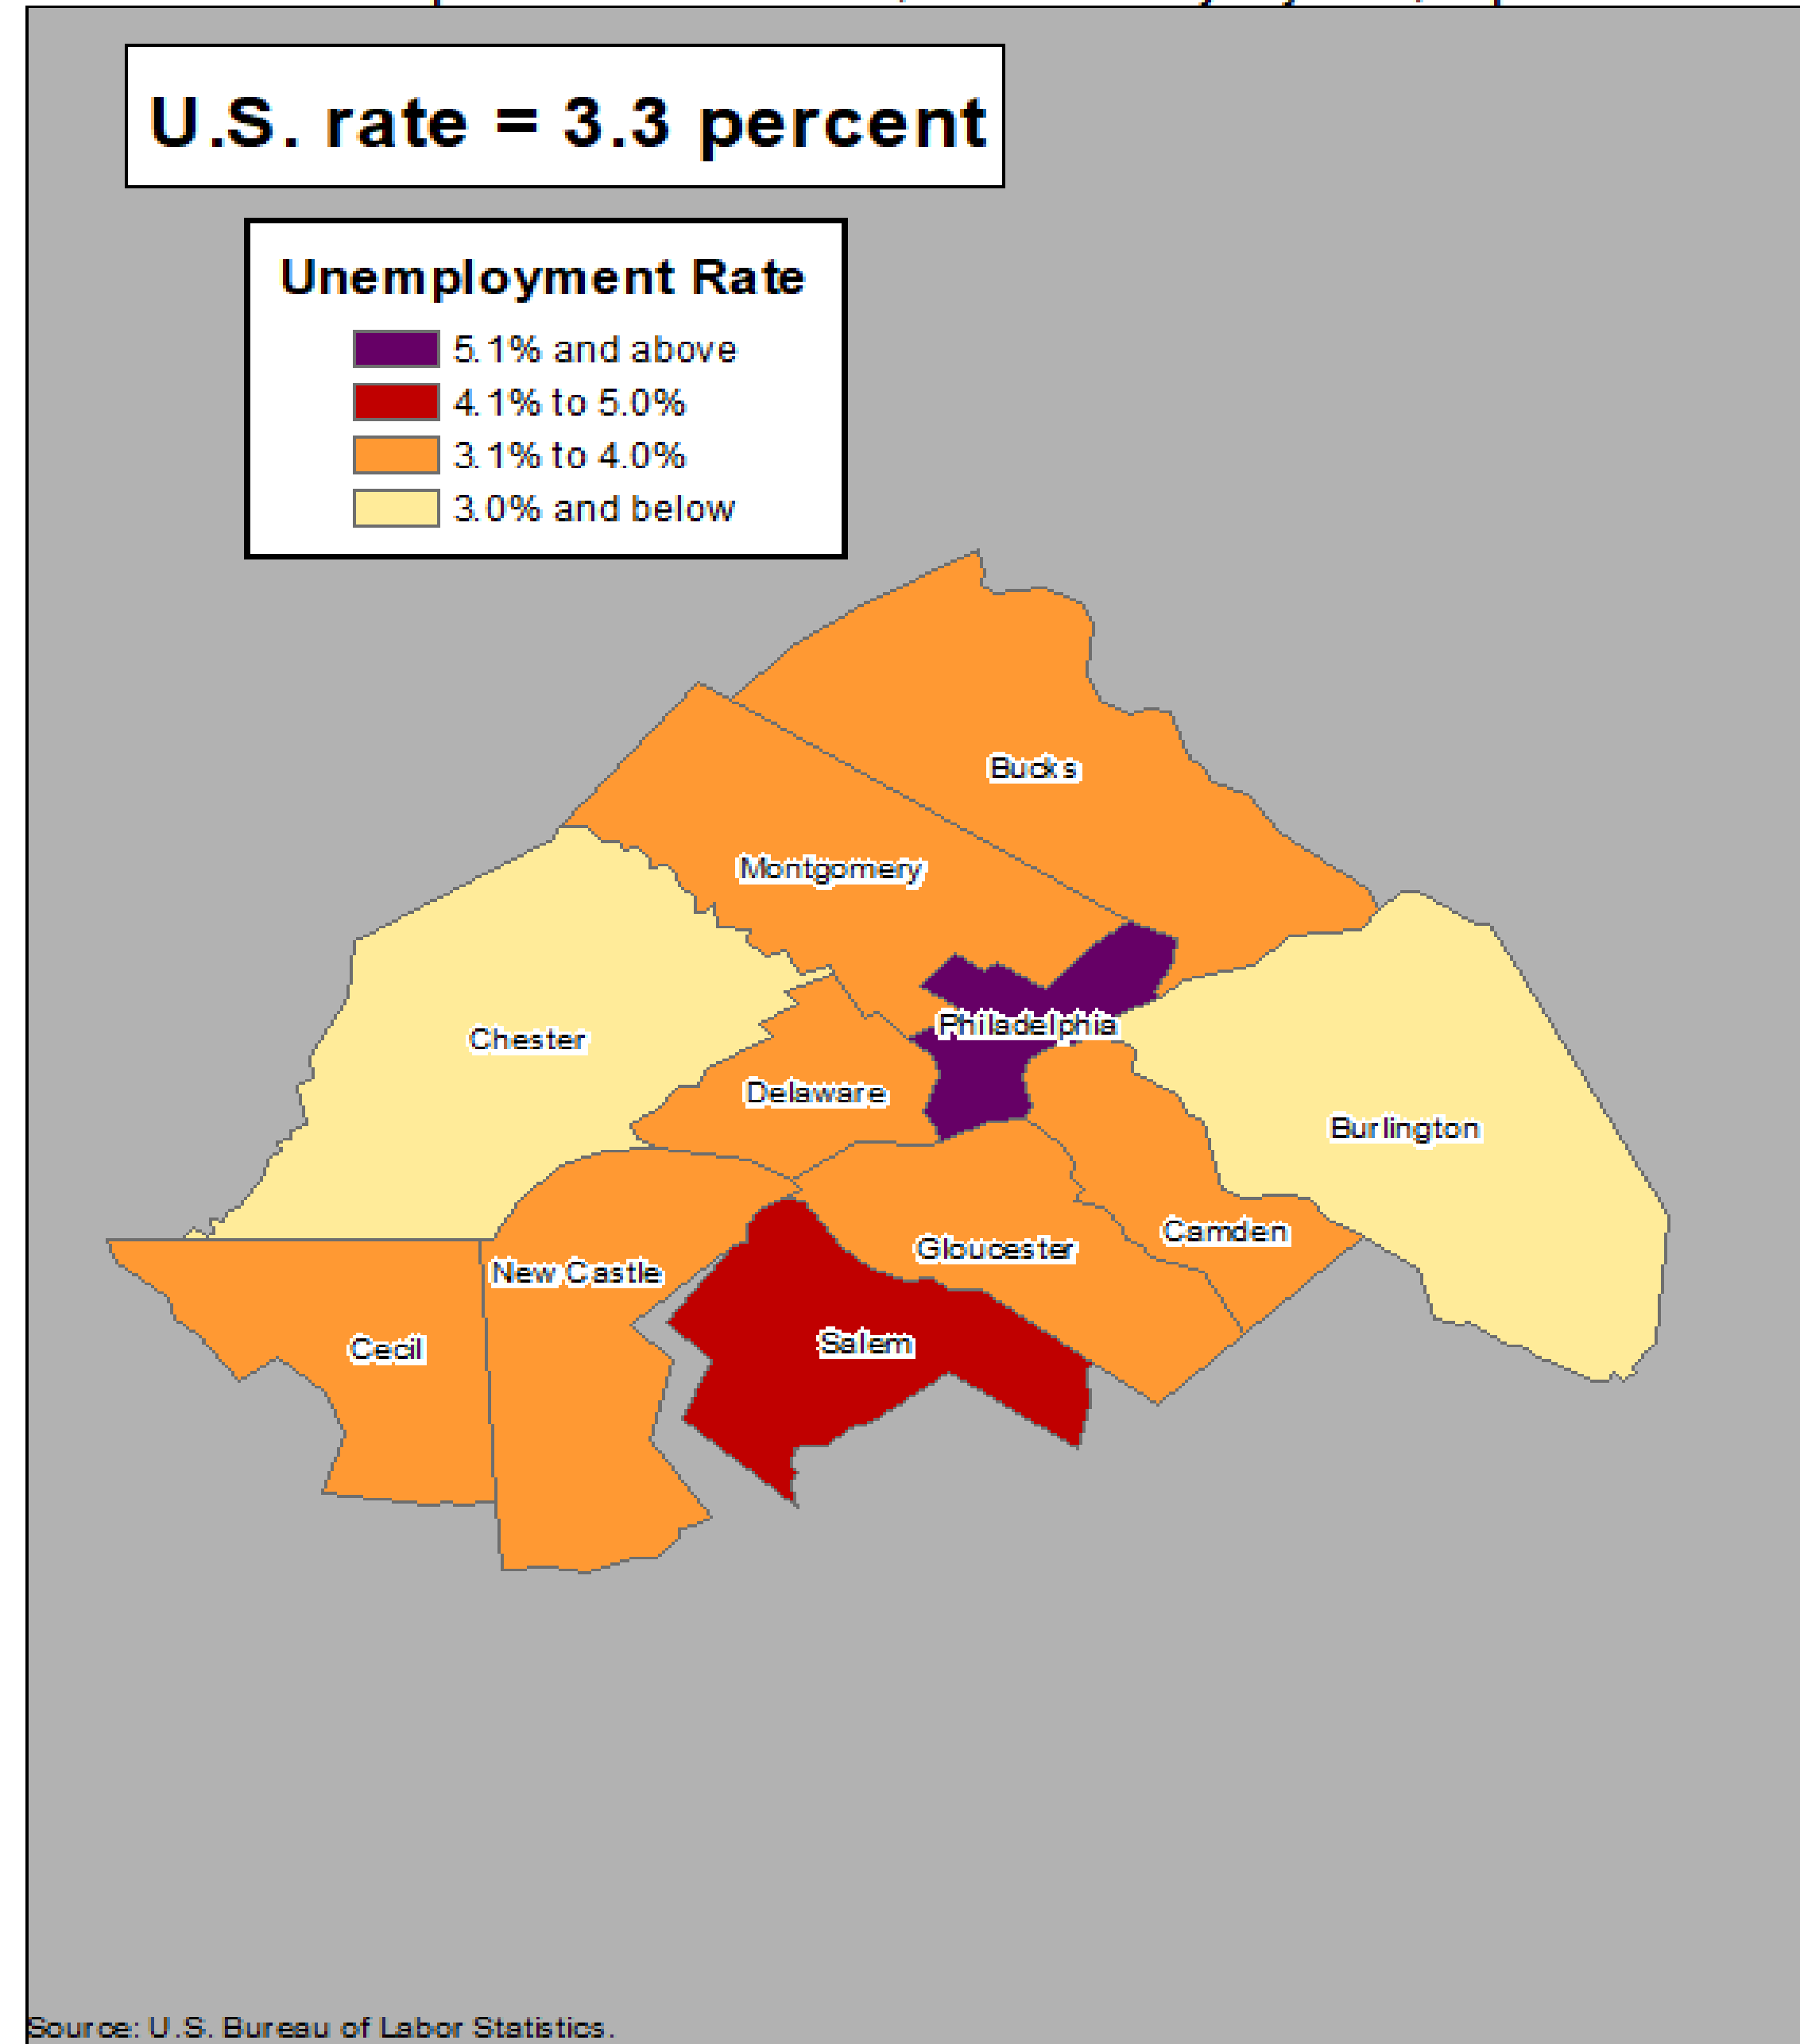 U.S. rate = 3.3 percent
Unemployment Rate
5.1% and above
4.1% to 5.0%
3.1% to 4.0%
3.0% and below
Bucks
Montgomery
Philadelphia
Chester
Delaware
Burlington
Camden
Gloucester
New Castle
Salem
Cecil
Source: U.S. Bureau of Labor Statistics.